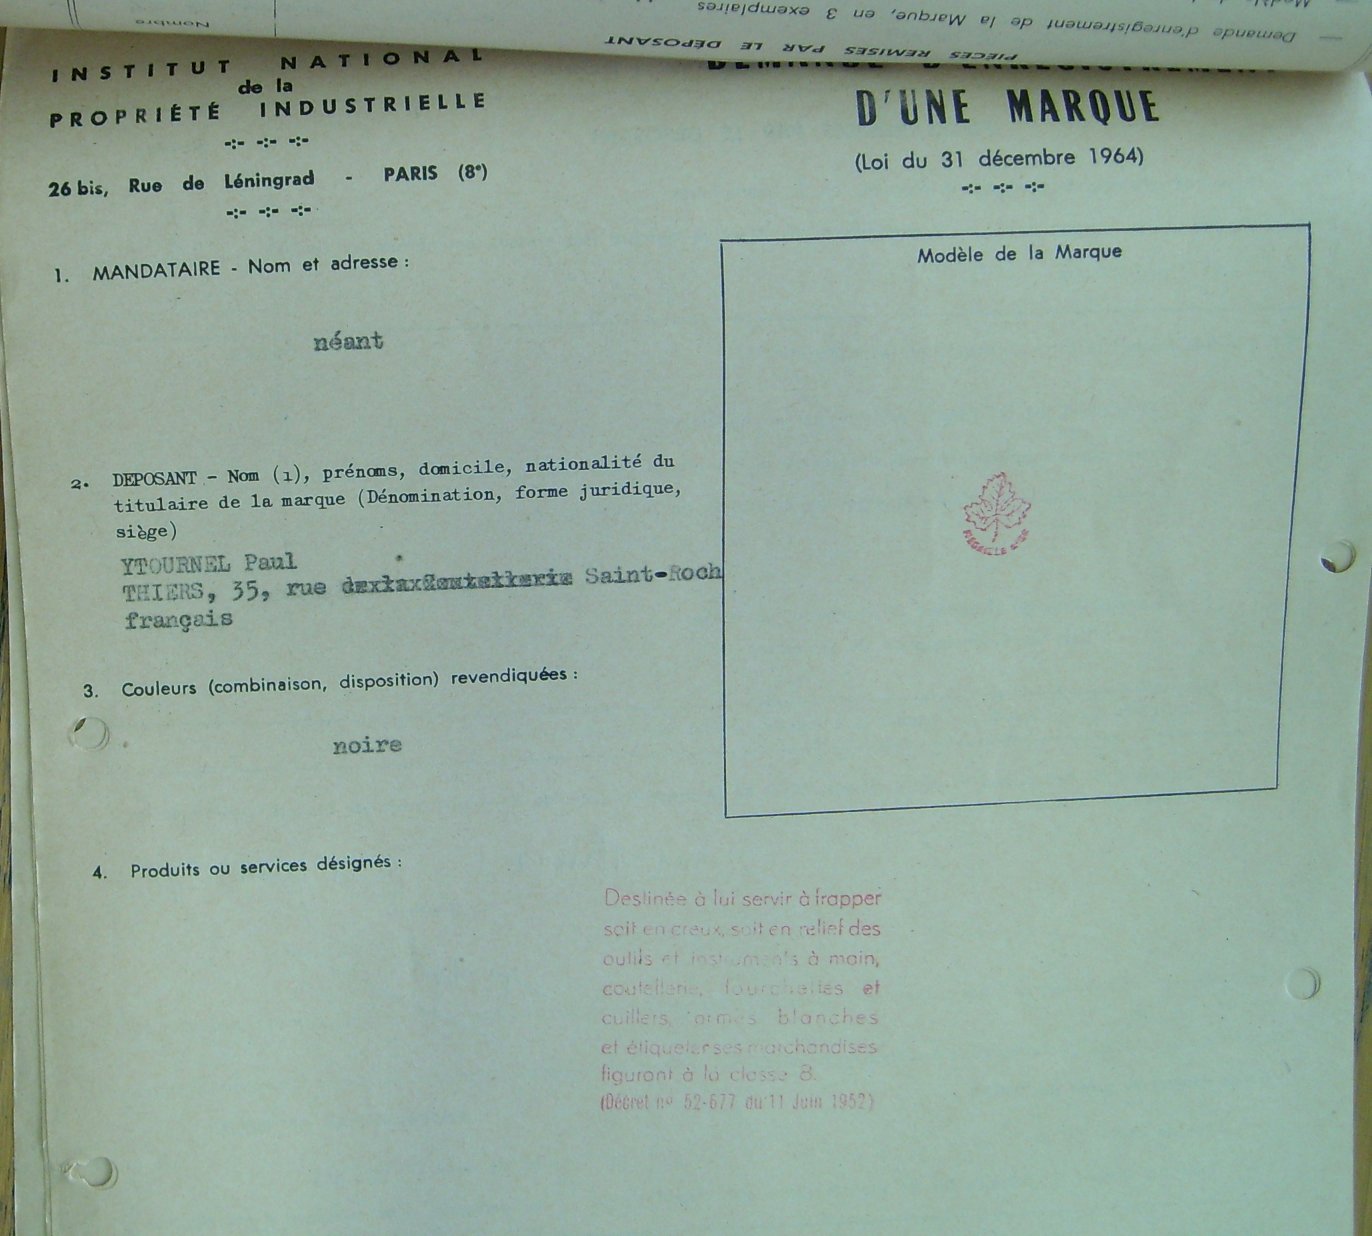 Nombre
Demande d'enregistrement de la Marque, en 3 exemplaires
PIECES REMISES PAR LE DEPOSANT
INSTITUT NATIONAL
de la
PROPRIÉTÉ INDUSTRIELLE
-:- -:- -:-
26 bis, Rue de Léningrad - PARIS (8e)
-:- -:- -:-
DEMANDE D'ENREGISTREMENT
D'UNE MARQUE
(Loi du 31 décembre 1964)
-:- -:- -:-
Modèle de la Marque
1. MANDATAIRE - Nom et adresse :
néant
2. DEPOSANT - Nom (1), prénoms, domicile, nationalité du
titulaire de la marque (Dénomination, forme juridique,
siège)
YTOURNEL Paul
THIERS, 35, rue Saint-Roch
français
3. Couleurs (combinaison, disposition) revendiquées :
noire
4. Produits ou services désignés :
Destinée à lui servir à frapper
soit en creux, soit en relief des
outils et instruments à main,
coutellerie, fourchettes et
cuillers, armes blanches
et étiqueter ses marchandises
figurant à la classe 8.
(Décret nº 52-677 du 11 Juin 1952)